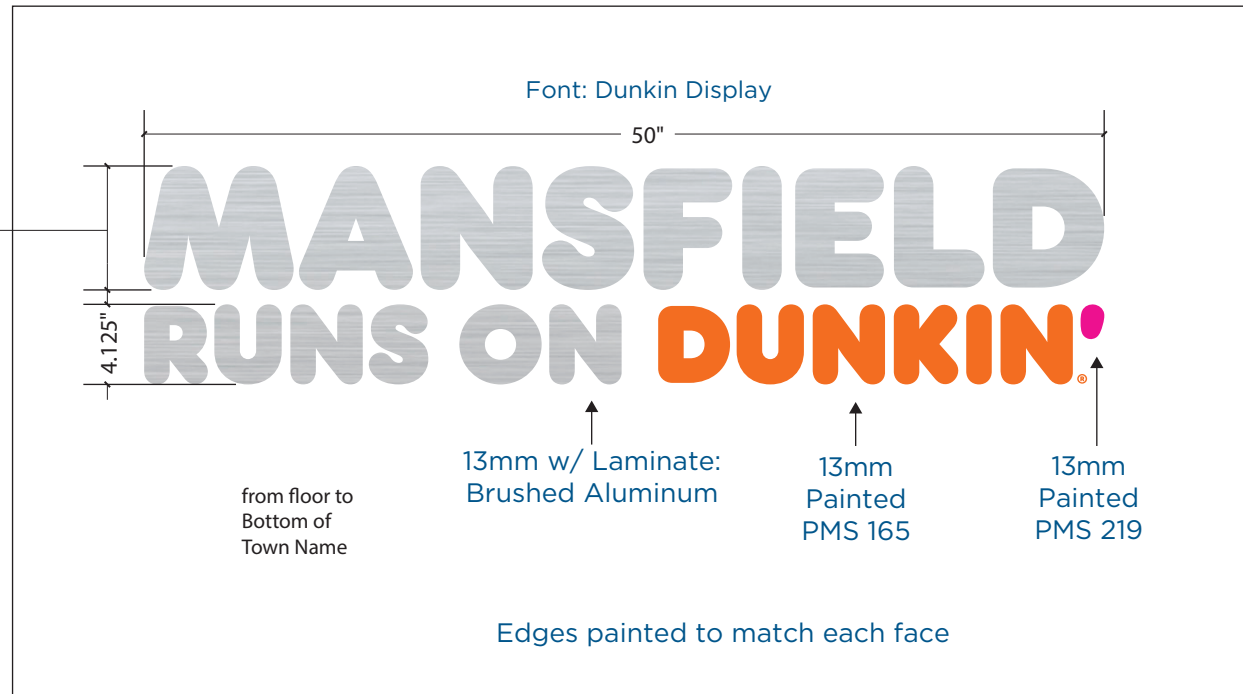 Font: Dunkin Display
50"
MANSFIELD
4.125"
RUNS ON DUNKIN'®
13mm w/ Laminate:
Brushed Aluminum
13mm
Painted
PMS 165
13mm
Painted
PMS 219
from floor to
Bottom of
Town Name
Edges painted to match each face